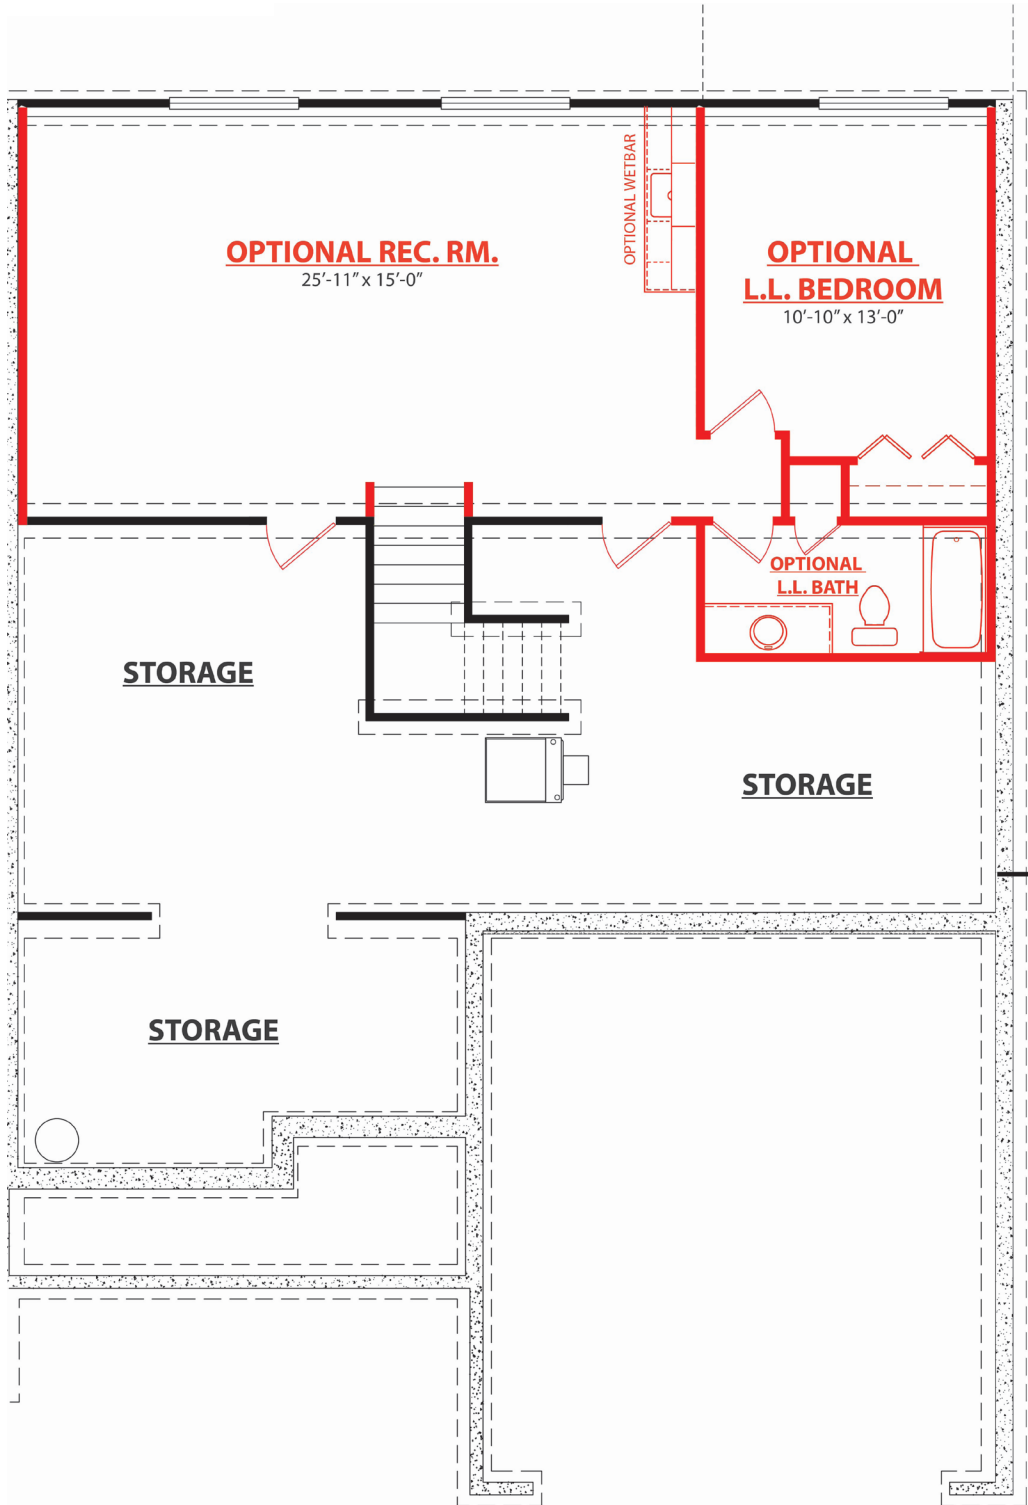 OPTIONAL WETBAR
OPTIONAL REC. RM.
25′-11″ x 15′-0″
OPTIONAL
L.L. BEDROOM
10′-10″ x 13′-0″
OPTIONAL
L.L. BATH
STORAGE
STORAGE
STORAGE